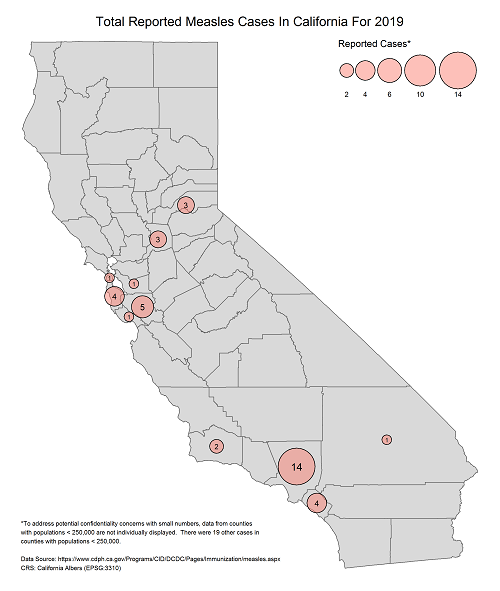 Total Reported Measles Cases In California For 2019
Reported Cases*
2 4 6 10 14
3
3
1
1
4
5
1
2
1
14
4
*To address potential confidentiality concerns with small numbers, data from counties
with populations < 250,000 are not individually displayed. There were 19 other cases in
counties with populations < 250,000.
Data Source: https://www.cdph.ca.gov/Programs/CID/DCDC/Pages/Immunization/measles.aspx
CRS: California Albers (EPSG:3310)